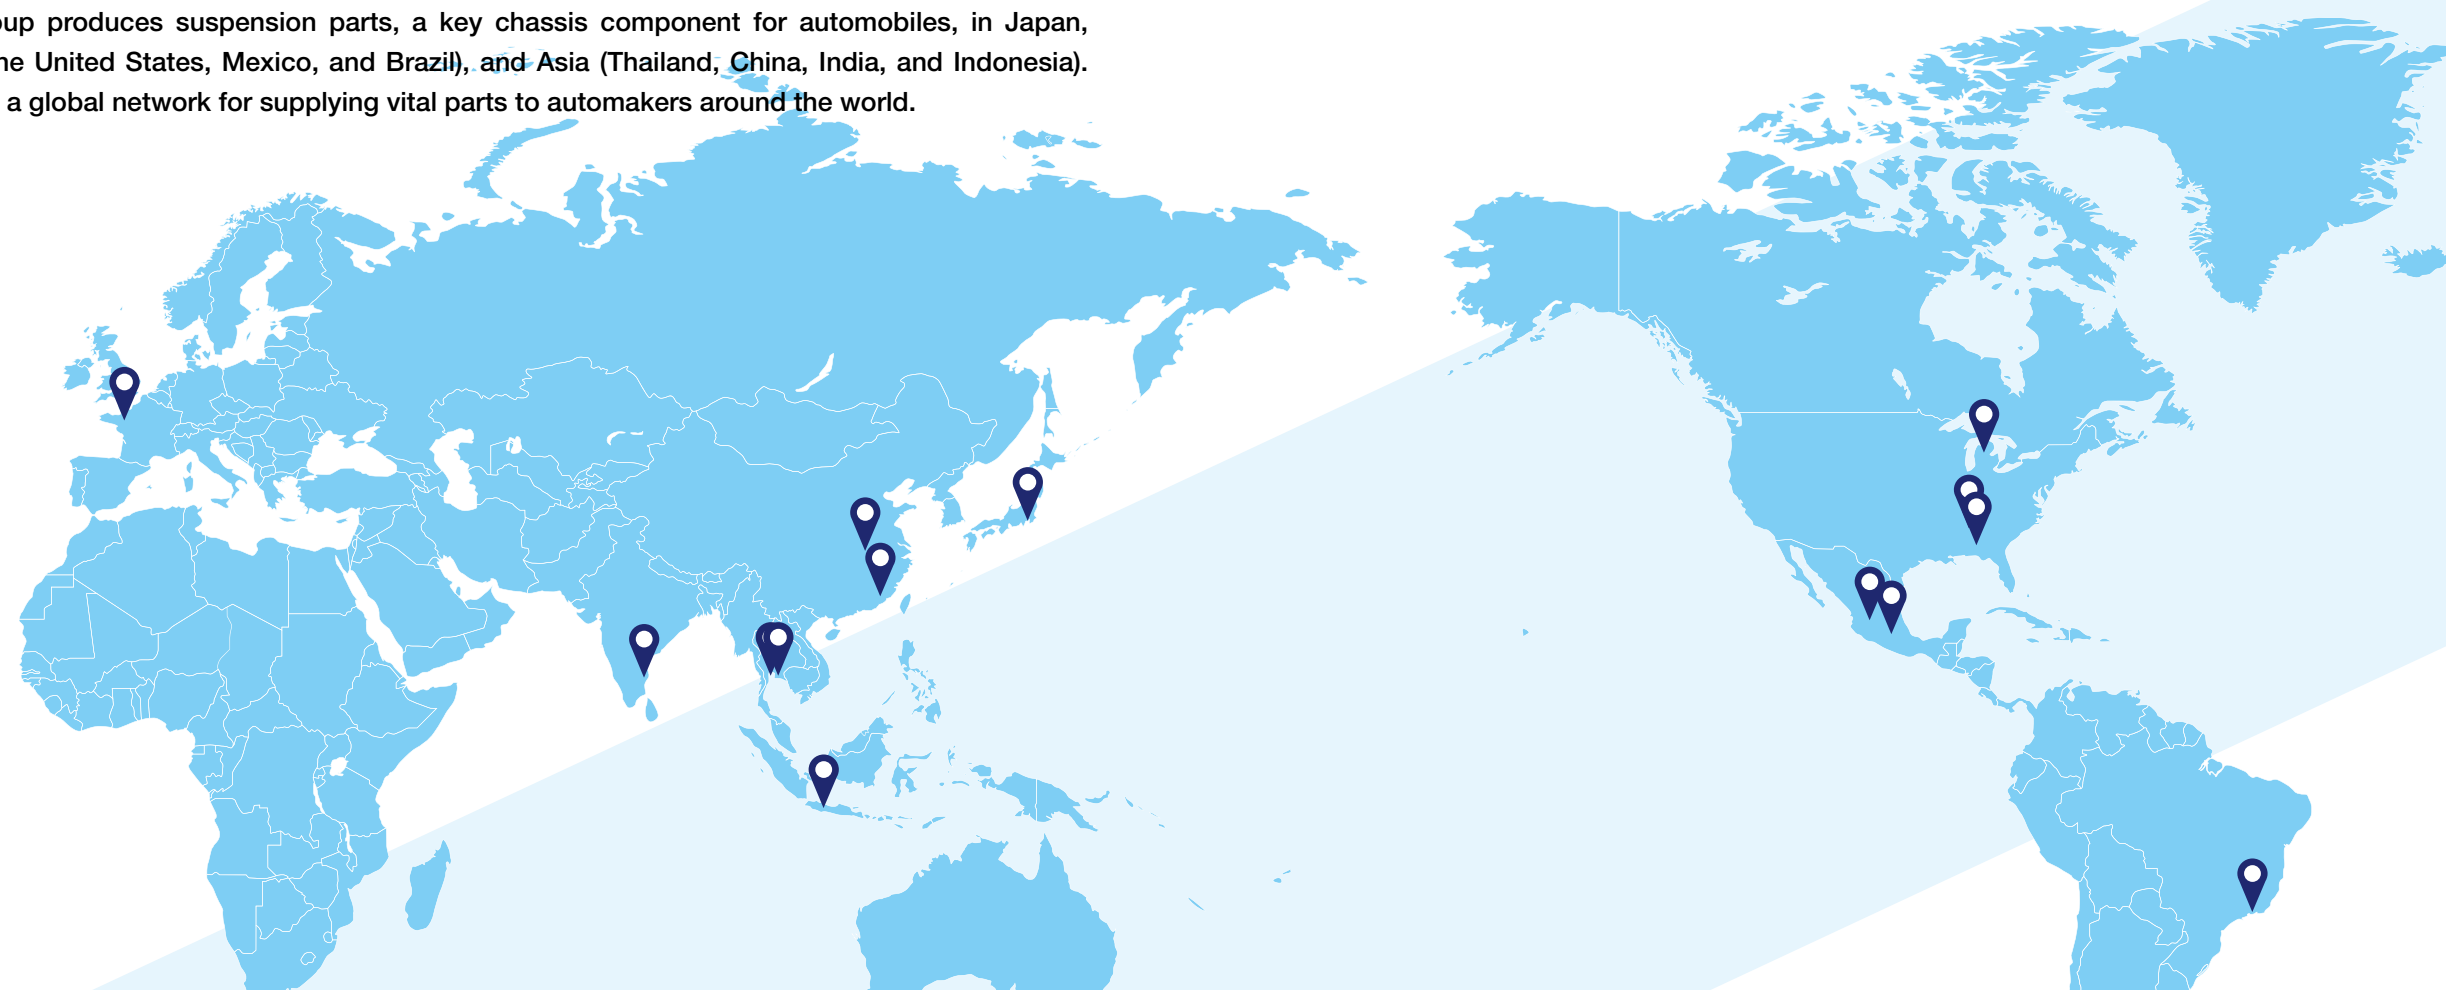 oup produces suspension parts, a key chassis component for automobiles, in Japan,
he United States, Mexico, and Brazil), and Asia (Thailand, China, India, and Indonesia).
a global network for supplying vital parts to automakers around the world.